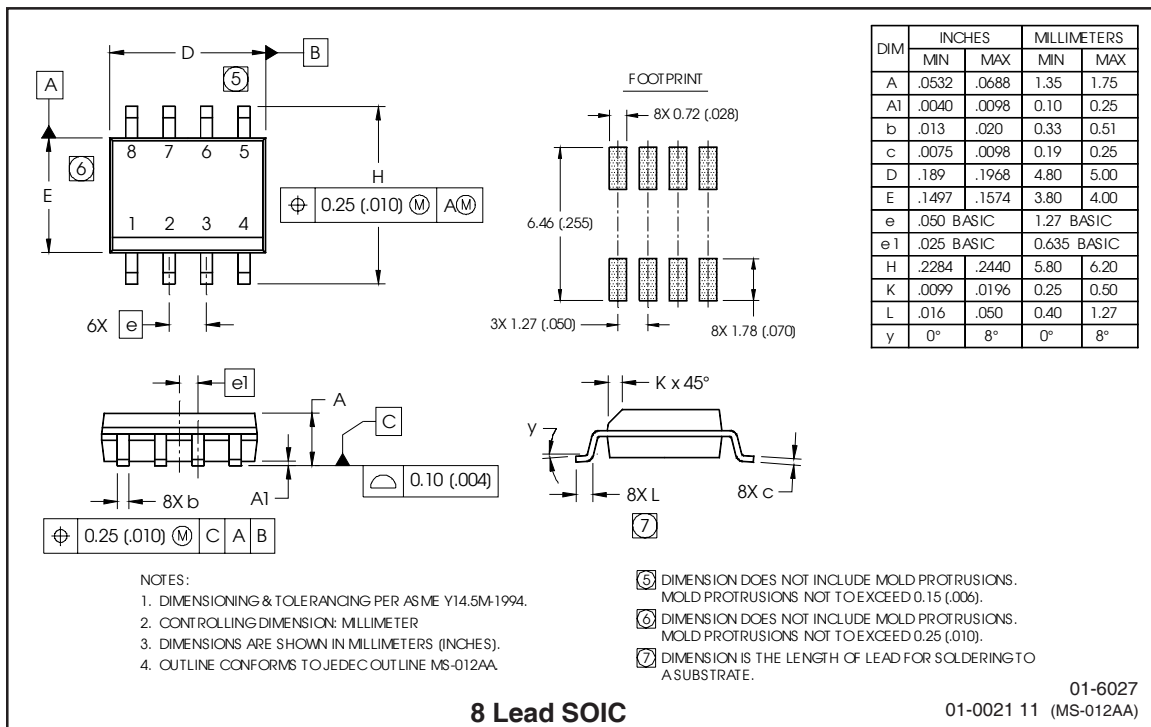 D
B
5
A
8 7 6 5
6
E
H
⌖ 0.25 (.010) Ⓜ AⓂ
1 2 3 4
6X e
FOOTPRINT
8X 0.72 (.028)
6.46 (.255)
3X 1.27 (.050)
8X 1.78 (.070)
DIM INCHES MILLIMETERS
MIN MAX MIN MAX
A .0532 .0688 1.35 1.75
A1 .0040 .0098 0.10 0.25
b .013 .020 0.33 0.51
c .0075 .0098 0.19 0.25
D .189 .1968 4.80 5.00
E .1497 .1574 3.80 4.00
e .050 BASIC 1.27 BASIC
e1 .025 BASIC 0.635 BASIC
H .2284 .2440 5.80 6.20
K .0099 .0196 0.25 0.50
L .016 .050 0.40 1.27
y 0° 8° 0° 8°
e1
A
C
0.10 (.004)
8X b
A1
⌖ 0.25 (.010) Ⓜ C A B
K x 45°
y
8X L
8X c
7
NOTES:
1. DIMENSIONING & TOLERANCING PER ASME Y14.5M-1994.
2. CONTROLLING DIMENSION: MILLIMETER
3. DIMENSIONS ARE SHOWN IN MILLIMETERS (INCHES).
4. OUTLINE CONFORMS TO JEDEC OUTLINE MS-012AA.
5 DIMENSION DOES NOT INCLUDE MOLD PROTRUSIONS.
MOLD PROTRUSIONS NOT TO EXCEED 0.15 (.006).
6 DIMENSION DOES NOT INCLUDE MOLD PROTRUSIONS.
MOLD PROTRUSIONS NOT TO EXCEED 0.25 (.010).
7 DIMENSION IS THE LENGTH OF LEAD FOR SOLDERING TO
A SUBSTRATE.
8 Lead SOIC
01-6027
01-0021 11 (MS-012AA)